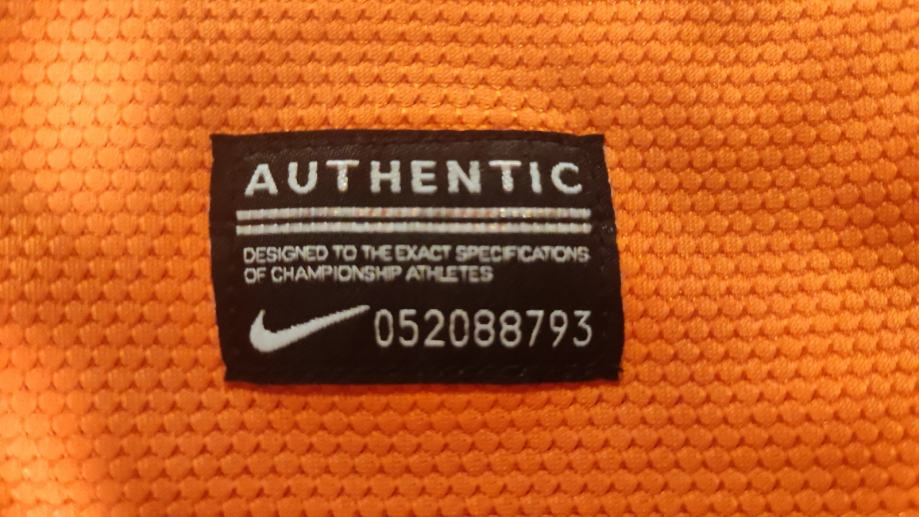 AUTHENTIC
DESIGNED TO THE EXACT SPECIFICATIONS
OF CHAMPIONSHIP ATHLETES
052088793